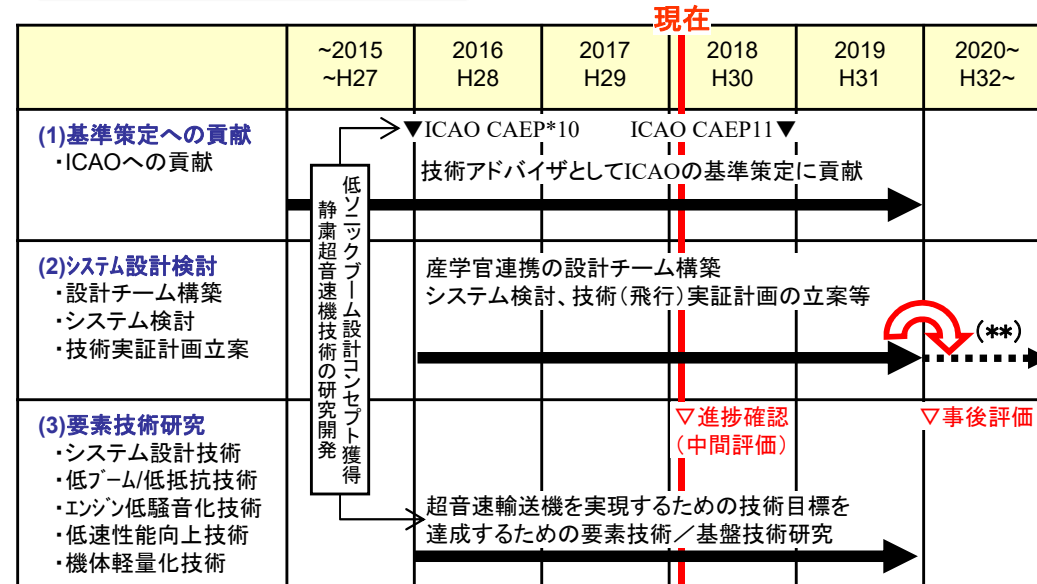 現在
~2015
~H27
2016
H28
2017
H29
2018
H30
2019
H31
2020~
H32~
(1)基準策定への貢献
・ICAOへの貢献
▼ICAO CAEP*10
ICAO CAEP11▼
技術アドバイザとしてICAOの基準策定に貢献
静粛超音速機技術の研究開発
低ソニックブーム設計コンセプト獲得
(2)ｼｽﾃﾑ設計検討
・設計チーム構築
・システム検討
・技術実証計画立案
産学官連携の設計チーム構築
システム検討、技術(飛行)実証計画の立案等
(**)
(3)要素技術研究
・システム設計技術
・低ﾌﾞｰﾑ/低抵抗技術
・ｴﾝｼﾞﾝ低騒音化技術
・低速性能向上技術
・機体軽量化技術
▽進捗確認
(中間評価)
▽事後評価
超音速輸送機を実現するための技術目標を
達成するための要素技術／基盤技術研究